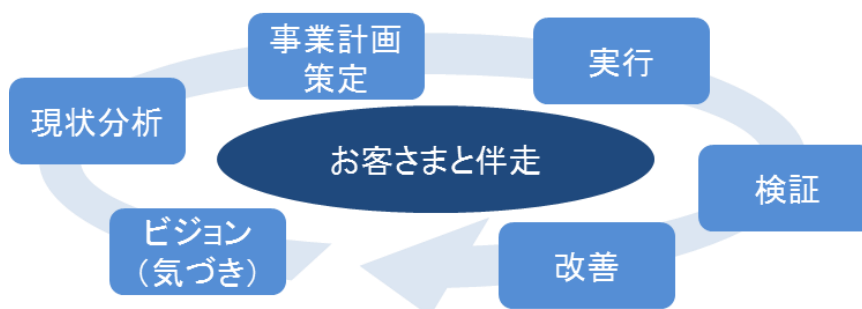 事業計画
策定
実行
現状分析
お客さまと伴走
検証
ビジョン
(気づき)
改善